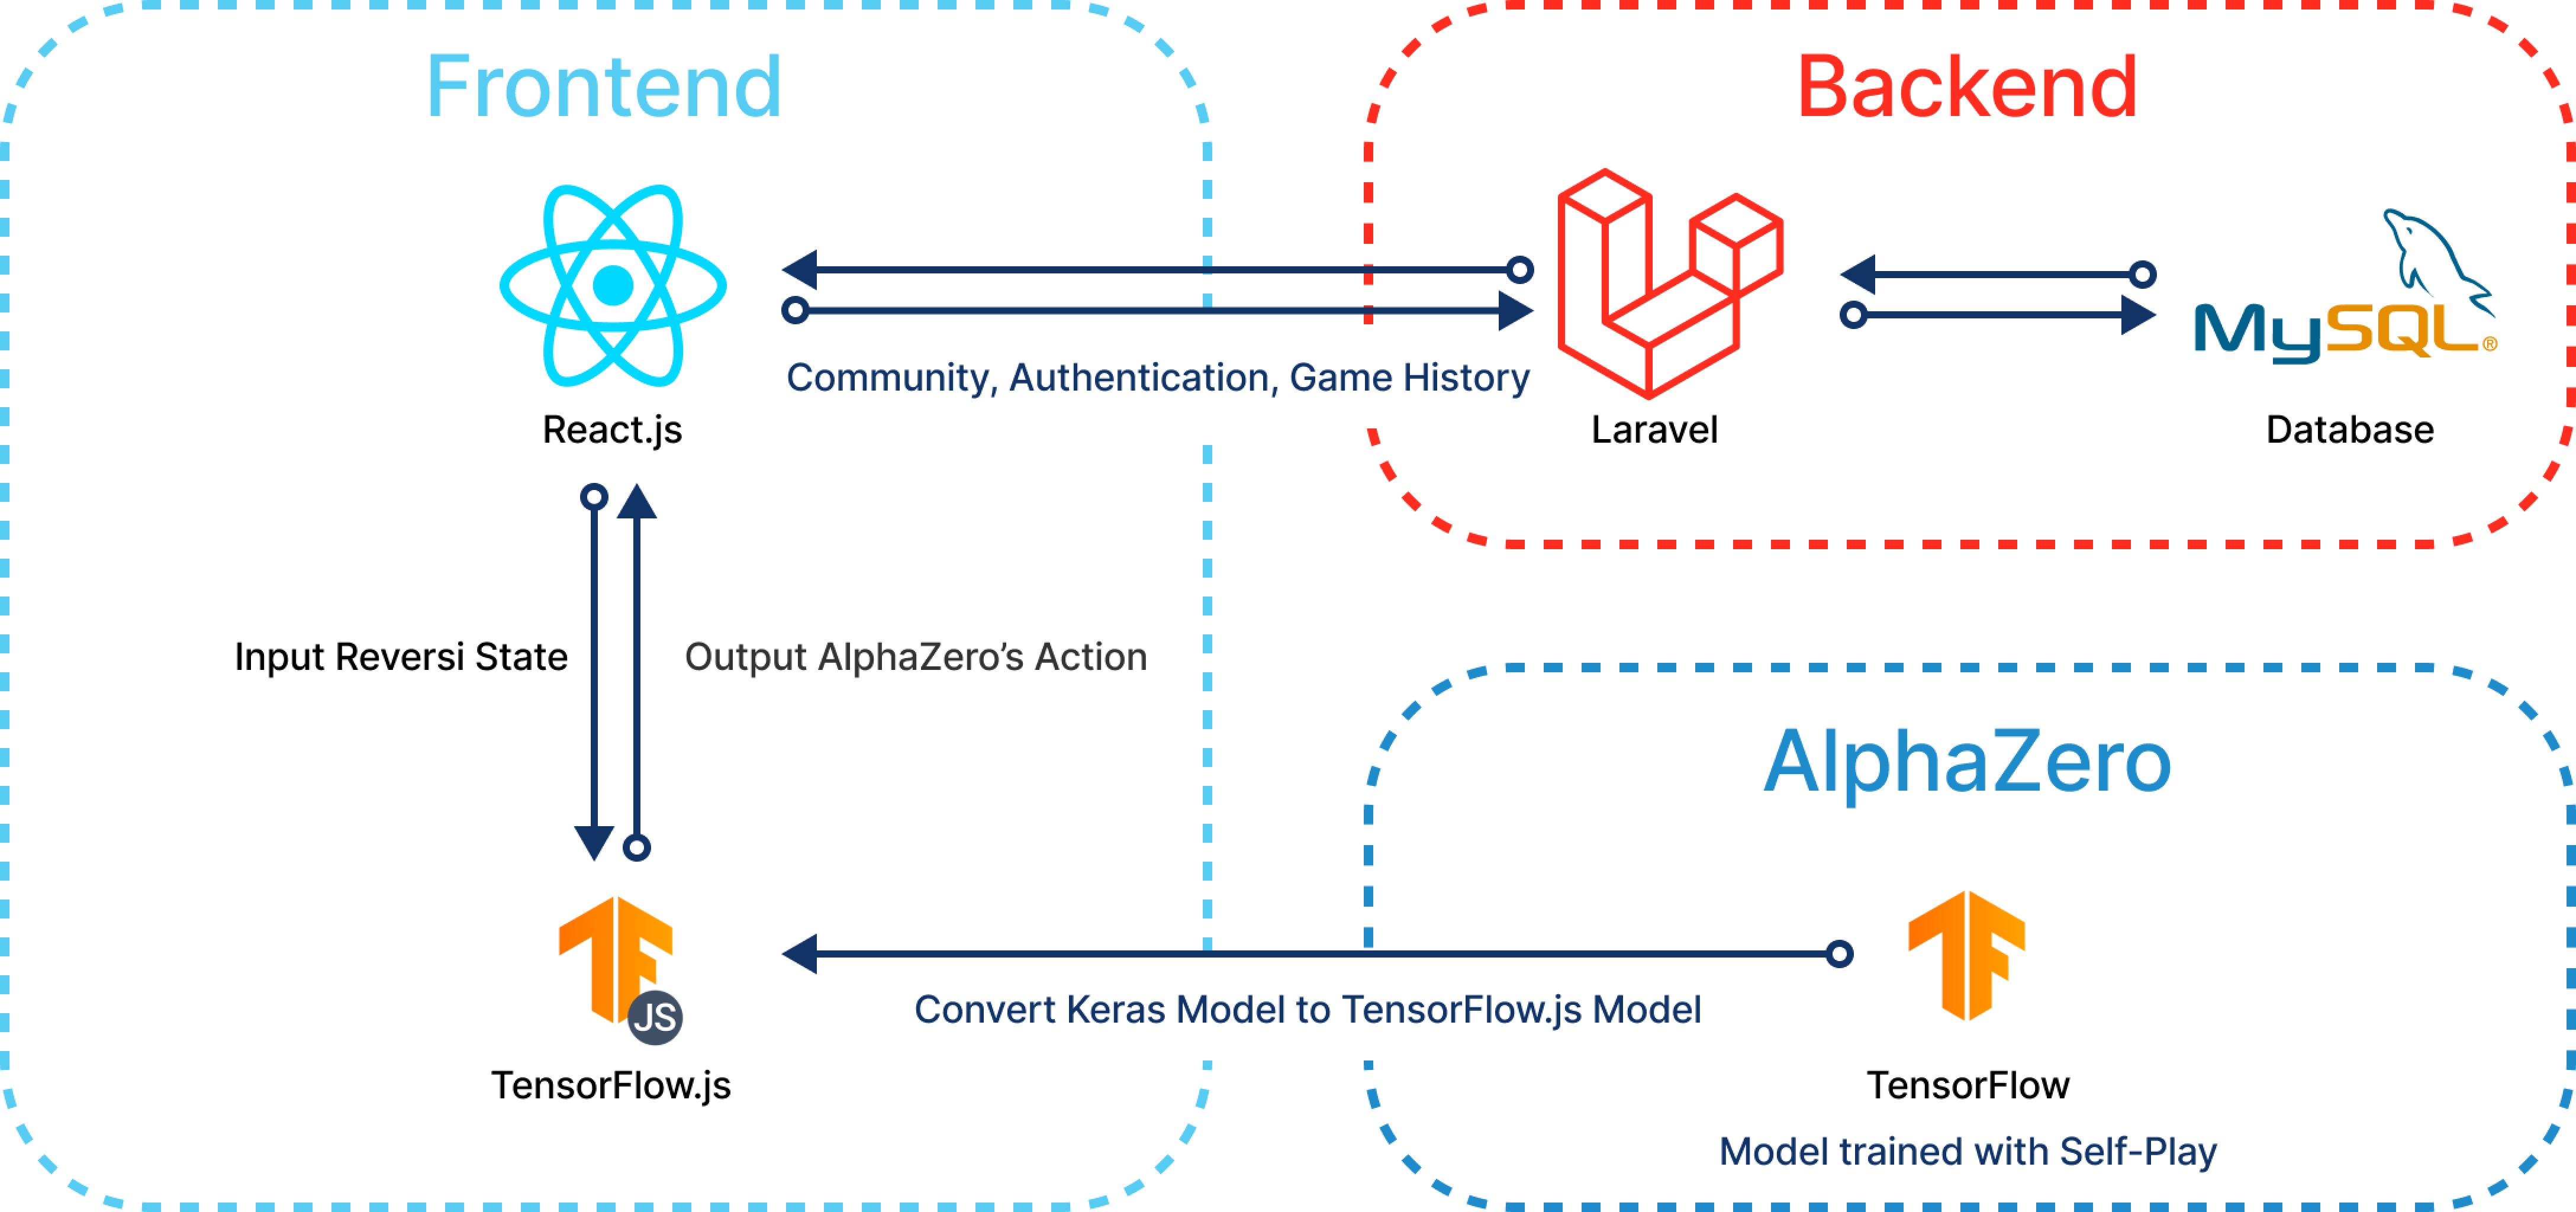 Frontend
Backend
MySQL®
Community, Authentication, Game History
React.js
Laravel
Database
Input Reversi State
Output AlphaZero’s Action
AlphaZero
JS
Convert Keras Model to TensorFlow.js Model
TensorFlow.js
TensorFlow
Model trained with Self-Play